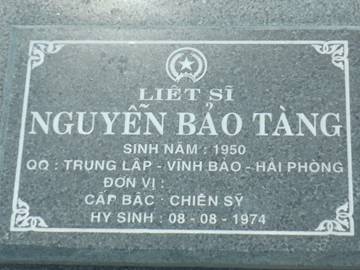 LIỆT SĨ
NGUYỄN BẢO TÀNG
SINH NĂM : 1950
QQ : TRUNG LẬP - VĨNH BẢO - HẢI PHÒNG
ĐƠN VỊ :
CẤP BẬC : CHIẾN SỸ
HY SINH : 08 - 08 - 1974